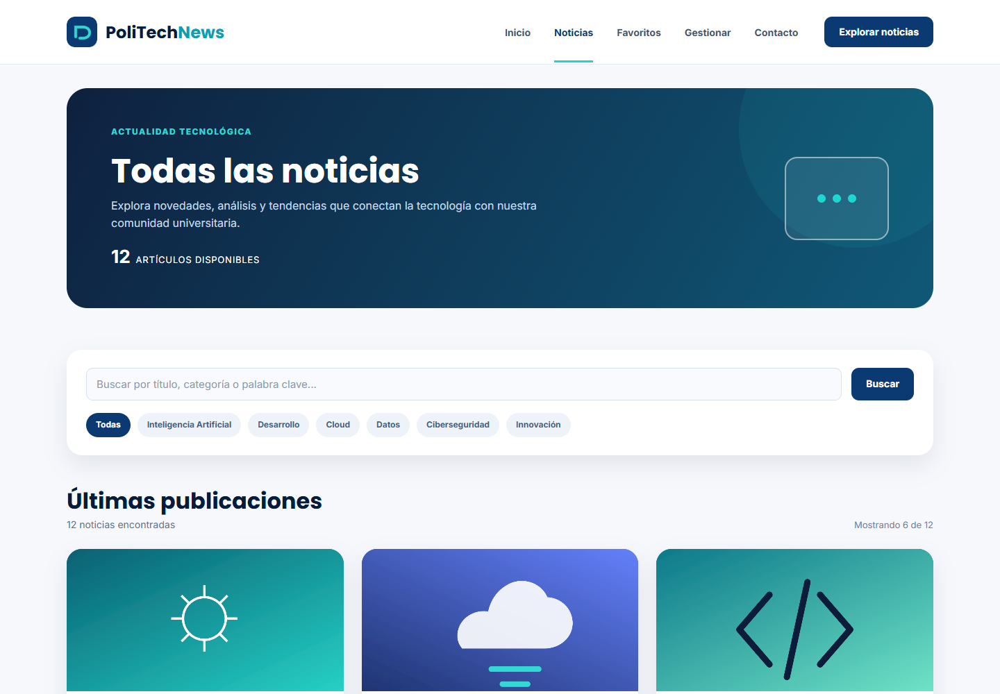 PoliTechNews
Inicio
Noticias
Favoritos
Gestionar
Contacto
Explorar noticias
ACTUALIDAD TECNOLÓGICA
Todas las noticias
Explora novedades, análisis y tendencias que conectan la tecnología con nuestra
comunidad universitaria.
12 ARTÍCULOS DISPONIBLES
Buscar por título, categoría o palabra clave...
Buscar
Todas
Inteligencia Artificial
Desarrollo
Cloud
Datos
Ciberseguridad
Innovación
Últimas publicaciones
12 noticias encontradas
Mostrando 6 de 12